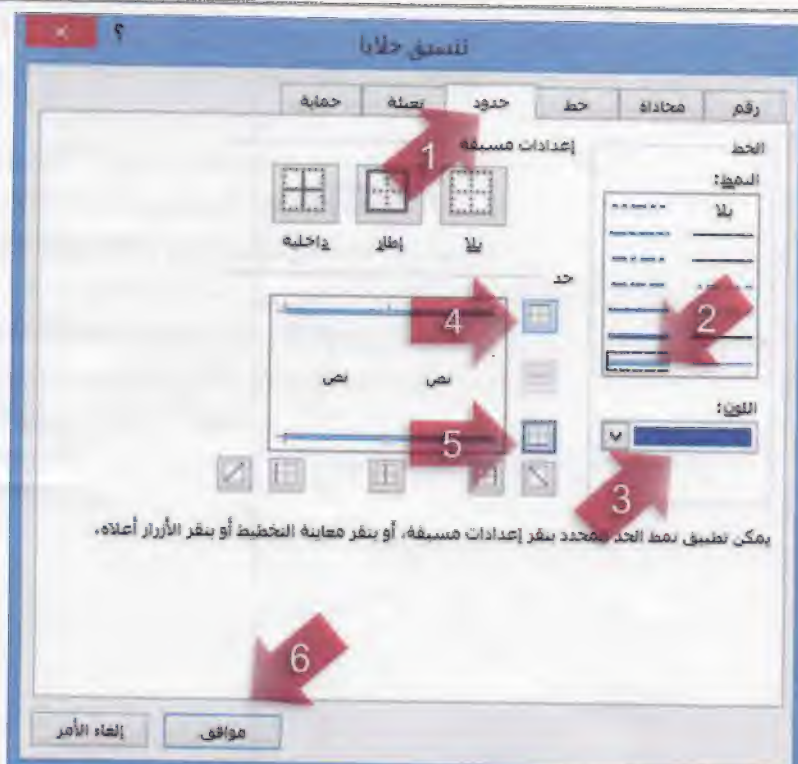 تنسيق خلايا ؟
رقم محاذاة خط حدود تعبئة حماية
الخط
النمط:
بلا
إعدادات مسبقة
بلا إطار داخلية
حد
نص نص
اللون:
يمكن تطبيق نمط الحد المحدد بنقر إعدادات مسبقة، أو بنقر معاينة التخطيط أو بنقر الأزرار أعلاه.
موافق إلغاء الأمر
1
2
3
4
5
6